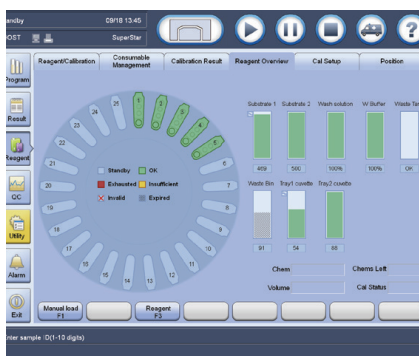 andby 09/18 13:45
OST SuperStar
?
Reagent/Calibration Consumable Management Calibration Result Reagent Overview Cal Setup Position
Program
Result
Reagent
QC
Utility
Alarm
Exit
25 1 2 3 4 5 6 7 8 9 10 11 12 13 14 15 16 17 18 19 20 21 22 23 24
Standby OK
Exhausted Insufficient
Invalid Expired
Substrate 1 Substrate 2 Wash solution W Buffer Waste Tan
469 500 100% 100% OK
Waste Bin Tray1 cuvette Tray2 cuvette
91 54 88
Chem Chems Left
Volume Cal Status
Manual load F1 Reagent F3
nter sample ID(1-10 digits)